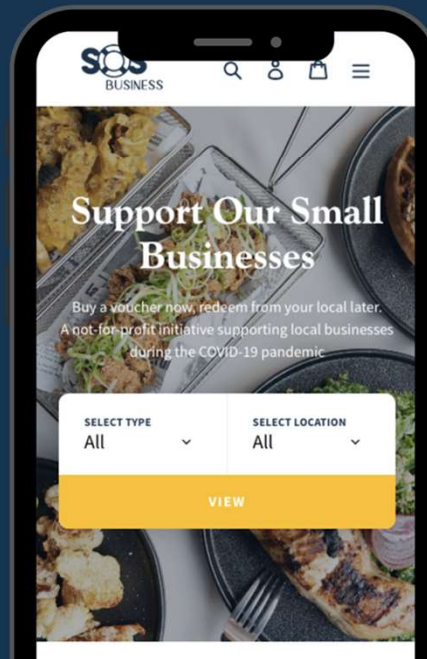 SOS
BUSINESS
Support Our Small
Businesses
Buy a voucher now, redeem from your local later.
A not-for-profit initiative supporting local businesses
during the COVID-19 pandemic
SELECT TYPE
All
SELECT LOCATION
All
VIEW